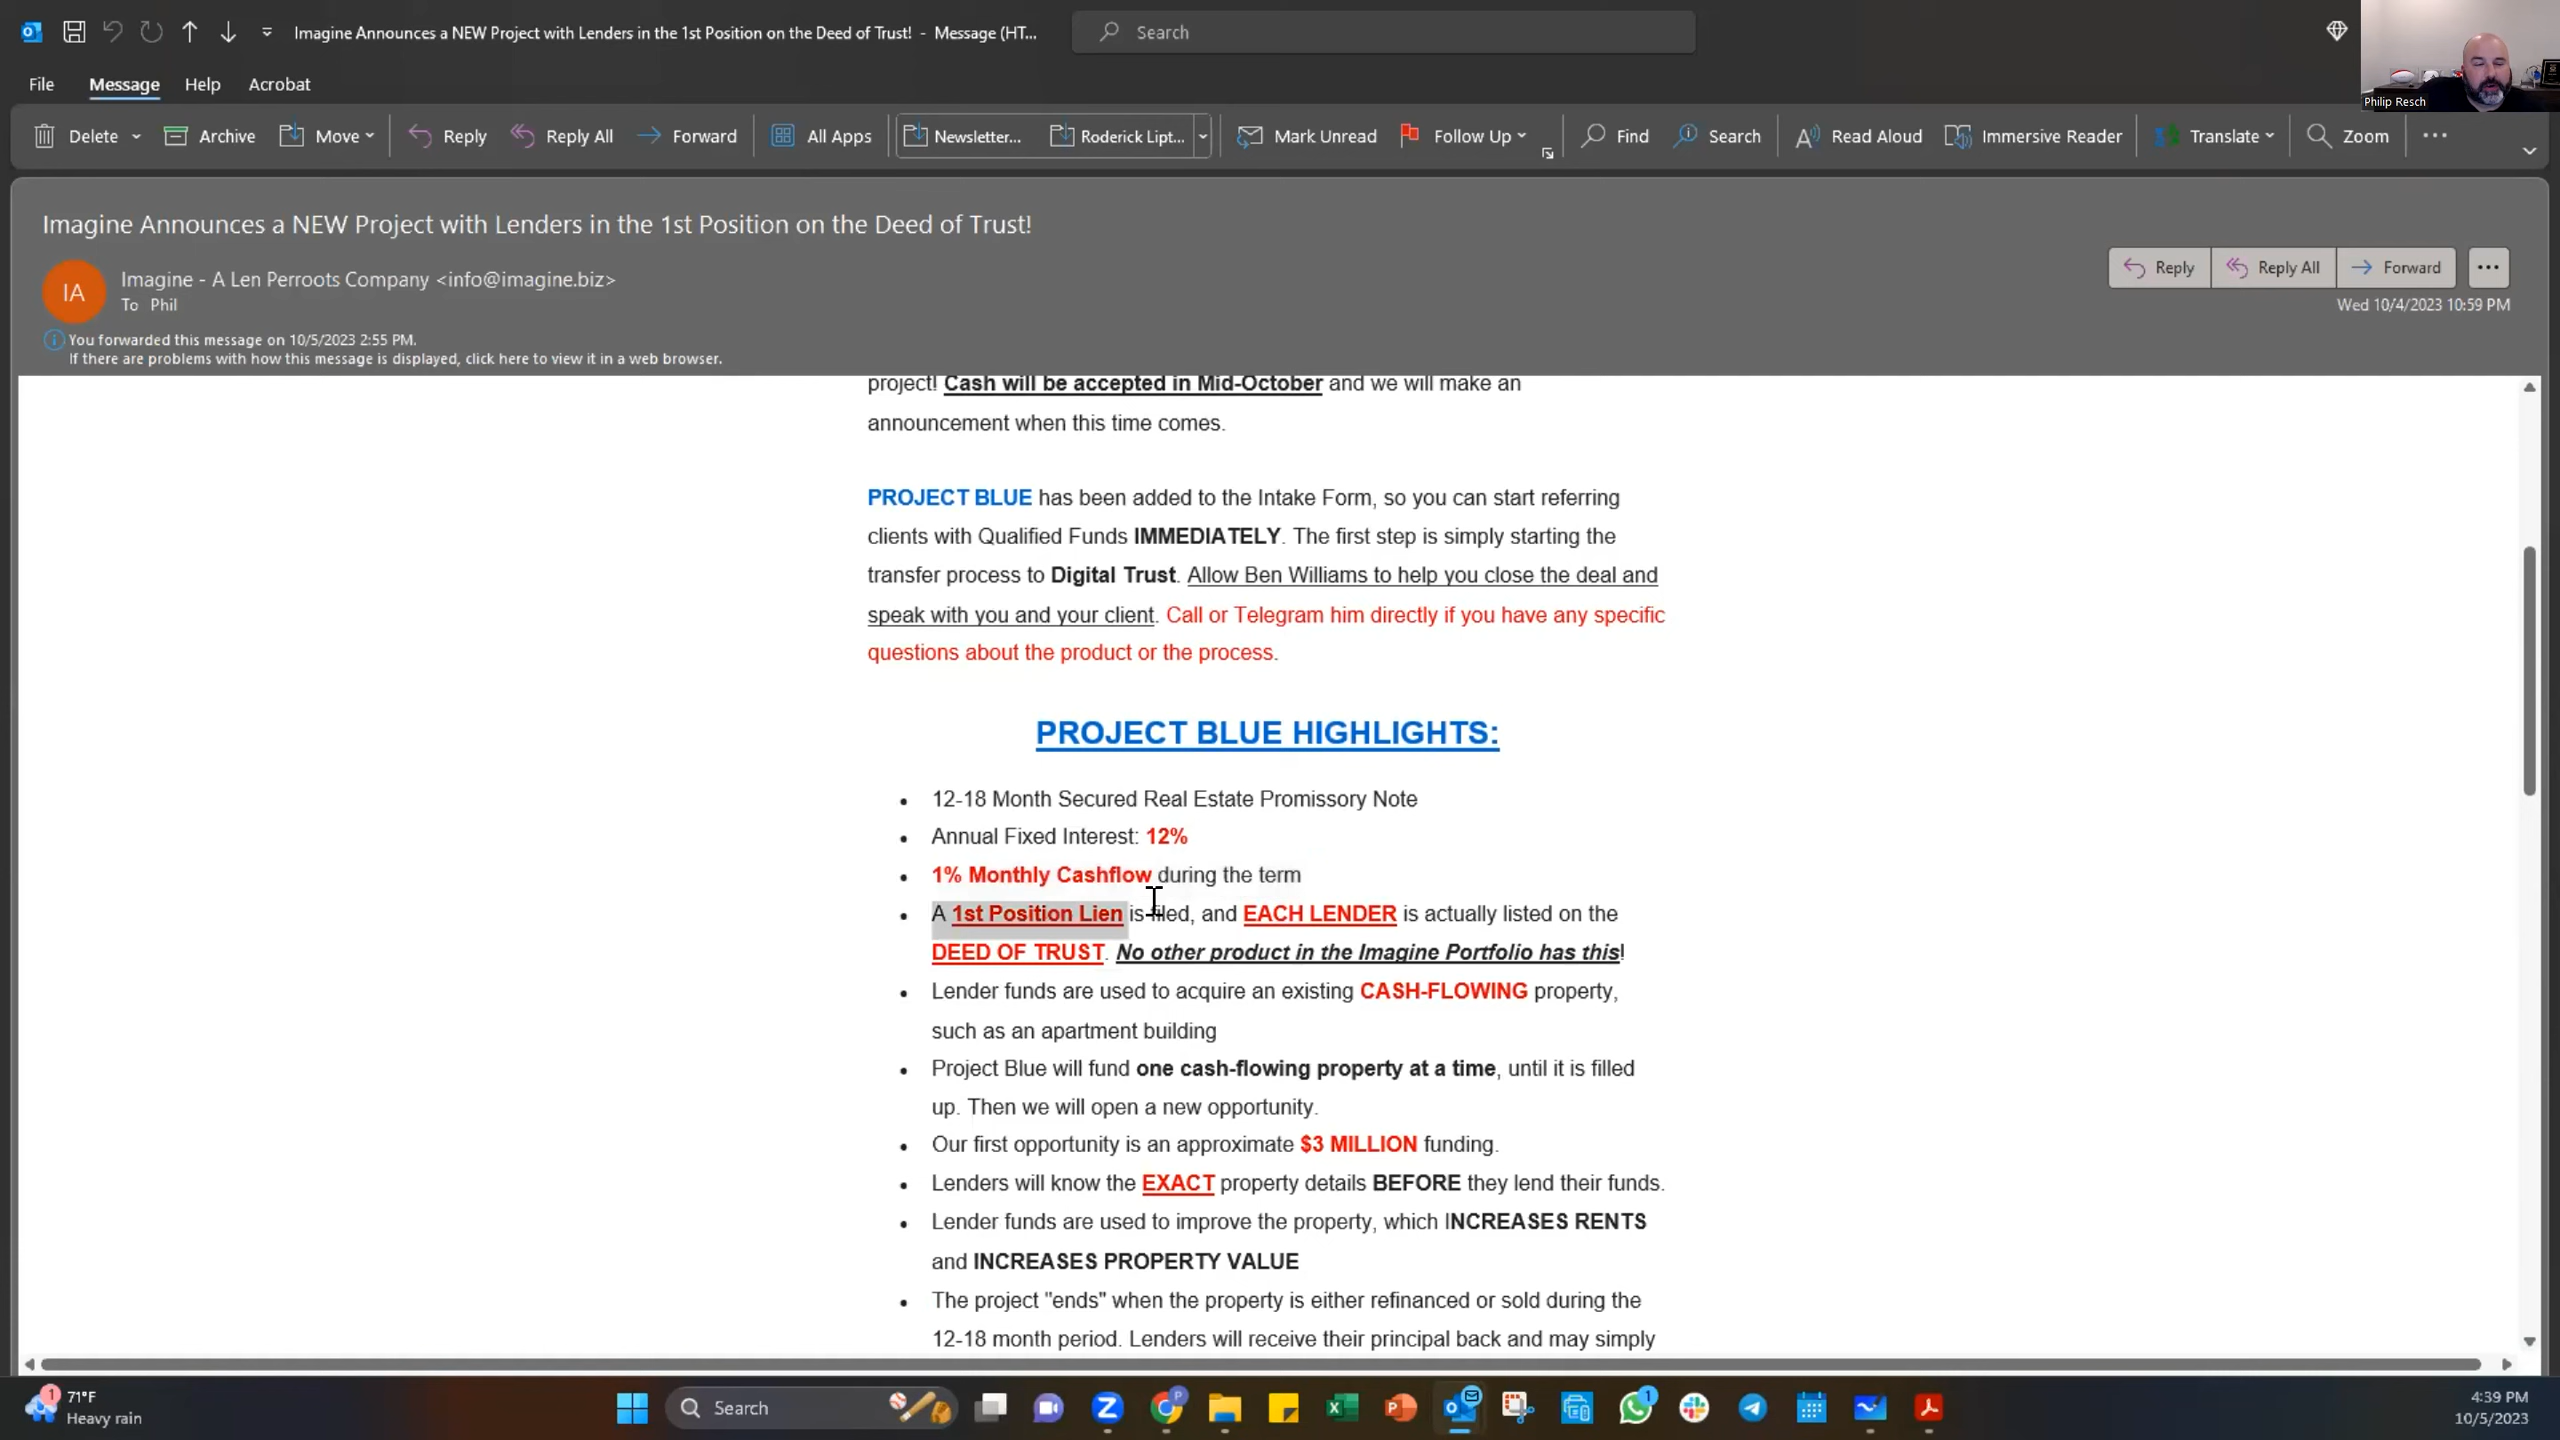 Imagine Announces a NEW Project with Lenders in the 1st Position on the Deed of Trust! - Message (HT...
Search
Philip Resch
File Message Help Acrobat
Delete Archive Move Reply Reply All Forward All Apps Newsletter... Roderick Lipt... Mark Unread Follow Up Find Search Read Aloud Immersive Reader Translate Zoom
Imagine Announces a NEW Project with Lenders in the 1st Position on the Deed of Trust!
IA
Imagine - A Len Perroots Company <info@imagine.biz>
To Phil
Reply Reply All Forward
Wed 10/4/2023 10:59 PM
You forwarded this message on 10/5/2023 2:55 PM.
If there are problems with how this message is displayed, click here to view it in a web browser.
project! Cash will be accepted in Mid-October and we will make an
announcement when this time comes.
PROJECT BLUE has been added to the Intake Form, so you can start referring
clients with Qualified Funds IMMEDIATELY. The first step is simply starting the
transfer process to Digital Trust. Allow Ben Williams to help you close the deal and
speak with you and your client. Call or Telegram him directly if you have any specific
questions about the product or the process.
PROJECT BLUE HIGHLIGHTS:
• 12-18 Month Secured Real Estate Promissory Note
• Annual Fixed Interest: 12%
• 1% Monthly Cashflow during the term
• A 1st Position Lien is filed, and EACH LENDER is actually listed on the
DEED OF TRUST. No other product in the Imagine Portfolio has this!
• Lender funds are used to acquire an existing CASH-FLOWING property,
such as an apartment building
• Project Blue will fund one cash-flowing property at a time, until it is filled
up. Then we will open a new opportunity.
• Our first opportunity is an approximate $3 MILLION funding.
• Lenders will know the EXACT property details BEFORE they lend their funds.
• Lender funds are used to improve the property, which INCREASES RENTS
and INCREASES PROPERTY VALUE
• The project "ends" when the property is either refinanced or sold during the
12-18 month period. Lenders will receive their principal back and may simply
1
71°F
Heavy rain
Search
1
4:39 PM
10/5/2023